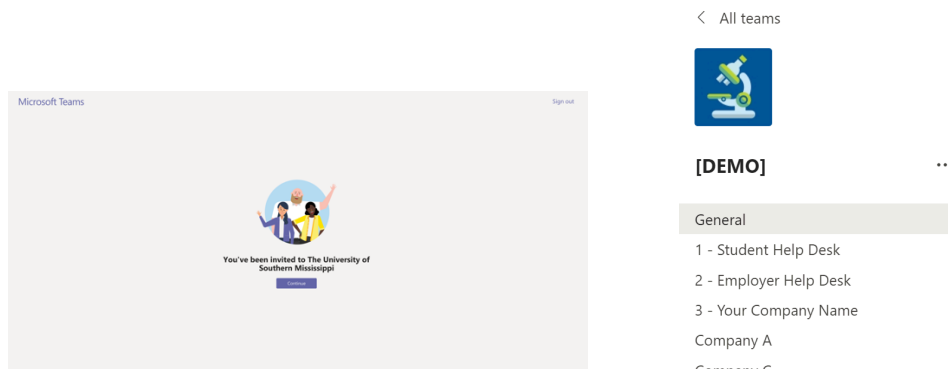 Microsoft Teams
Sign out
You've been invited to The University of
Southern Mississippi
Continue
All teams
[DEMO]
General
1 - Student Help Desk
2 - Employer Help Desk
3 - Your Company Name
Company A